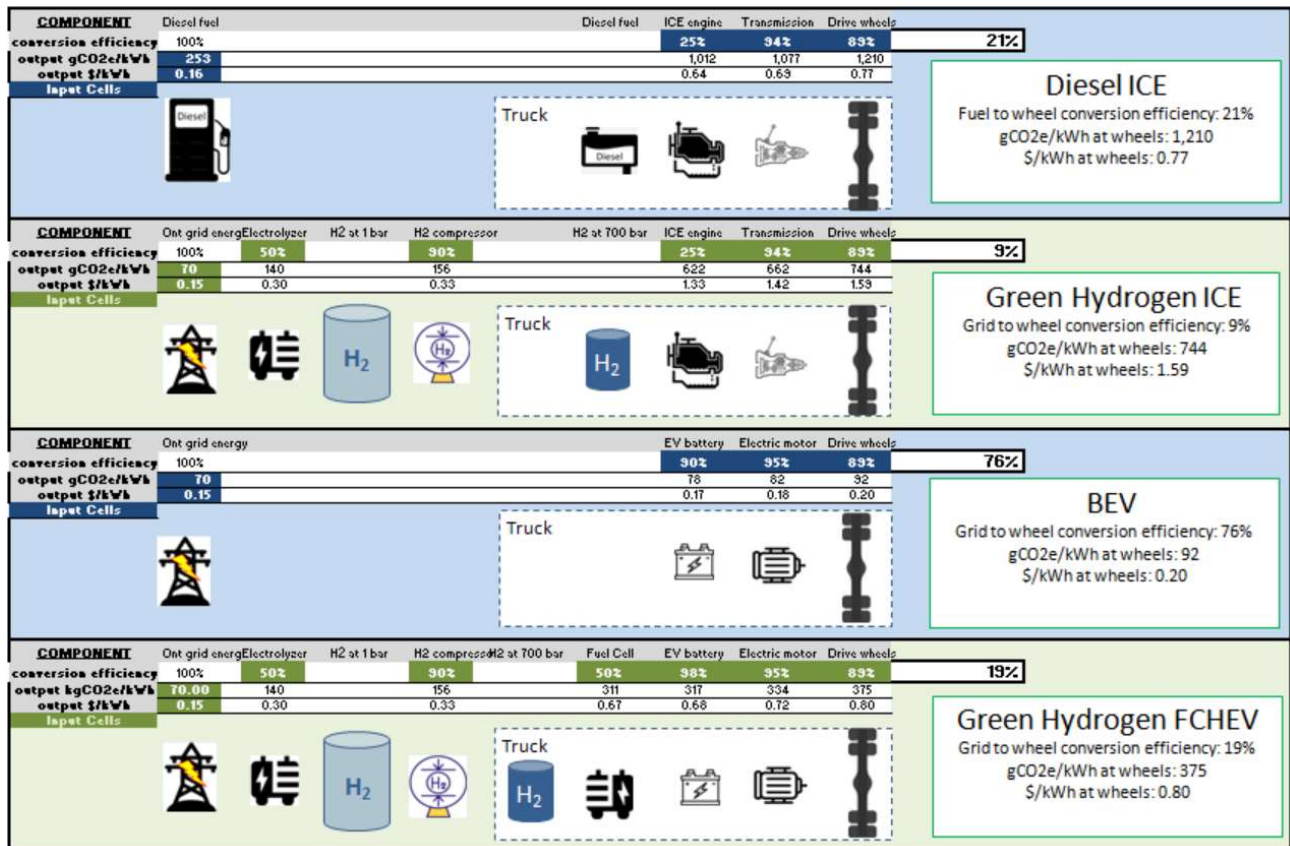 COMPONENT Diesel fuel Diesel fuel ICE engine Transmission Drive wheels
conversion efficiency 100% 25% 94% 89% 21%
output gCO2e/kWh 253 1,012 1,077 1,210
output $/kWh 0.16 0.64 0.69 0.77
Input Cells
Diesel
Truck
Diesel
Diesel ICE
Fuel to wheel conversion efficiency: 21%
gCO2e/kWh at wheels: 1,210
$/kWh at wheels: 0.77
COMPONENT Ont grid energ Electrolyzer H2 at 1 bar H2 compressor H2 at 700 bar ICE engine Transmission Drive wheels
conversion efficiency 100% 50% 90% 25% 94% 89% 9%
output gCO2e/kWh 70 140 156 622 662 744
output $/kWh 0.15 0.30 0.33 1.33 1.42 1.59
Input Cells
H2
H2
Truck
H2
Green Hydrogen ICE
Grid to wheel conversion efficiency: 9%
gCO2e/kWh at wheels: 744
$/kWh at wheels: 1.59
COMPONENT Ont grid energy EV battery Electric motor Drive wheels
conversion efficiency 100% 90% 95% 89% 76%
output gCO2e/kWh 70 78 82 92
output $/kWh 0.15 0.17 0.18 0.20
Input Cells
Truck
BEV
Grid to wheel conversion efficiency: 76%
gCO2e/kWh at wheels: 92
$/kWh at wheels: 0.20
COMPONENT Ont grid energ Electrolyzer H2 at 1 bar H2 compresso H2 at 700 bar Fuel Cell EV battery Electric motor Drive wheels
conversion efficiency 100% 50% 90% 50% 98% 95% 89% 19%
output kgCO2e/kWh 70.00 140 156 311 317 334 375
output $/kWh 0.15 0.30 0.33 0.67 0.68 0.72 0.80
Input Cells
H2
H2
Truck
H2
Green Hydrogen FCHEV
Grid to wheel conversion efficiency: 19%
gCO2e/kWh at wheels: 375
$/kWh at wheels: 0.80